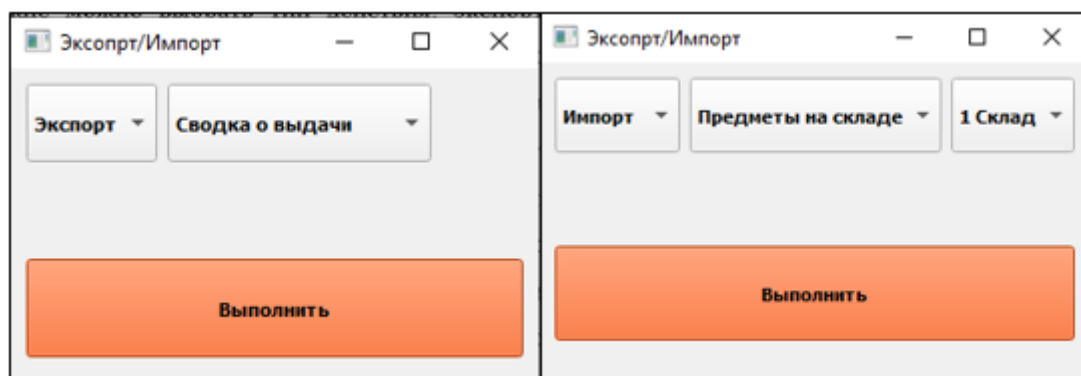 Эксопрт/Импорт
Экспорт Сводка о выдачи
Выполнить
Эксопрт/Импорт
Импорт Предметы на складе 1 Склад
Выполнить